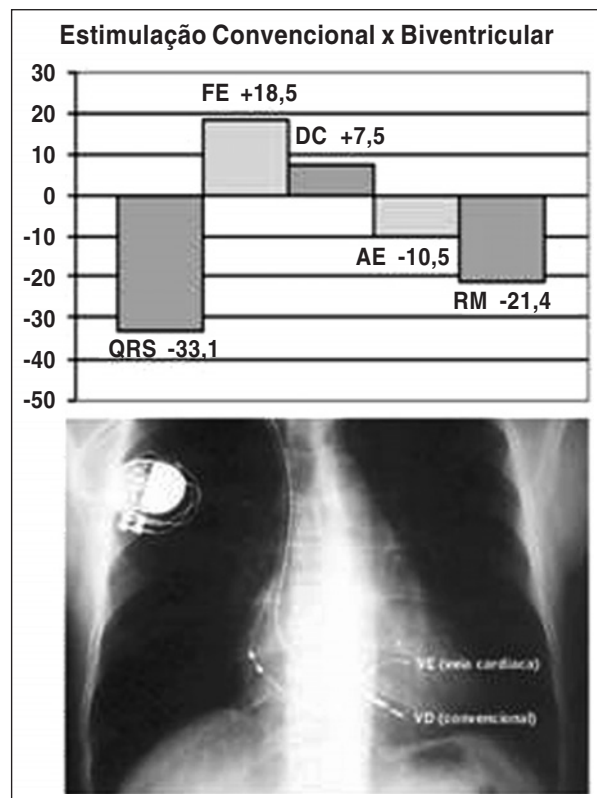 Estimulação Convencional x Biventricular
30
20
10
0
-10
-20
-30
-40
-50
FE +18,5
DC +7,5
AE -10,5
RM -21,4
QRS -33,1
VE (veia cardíaca)
VD (convencional)